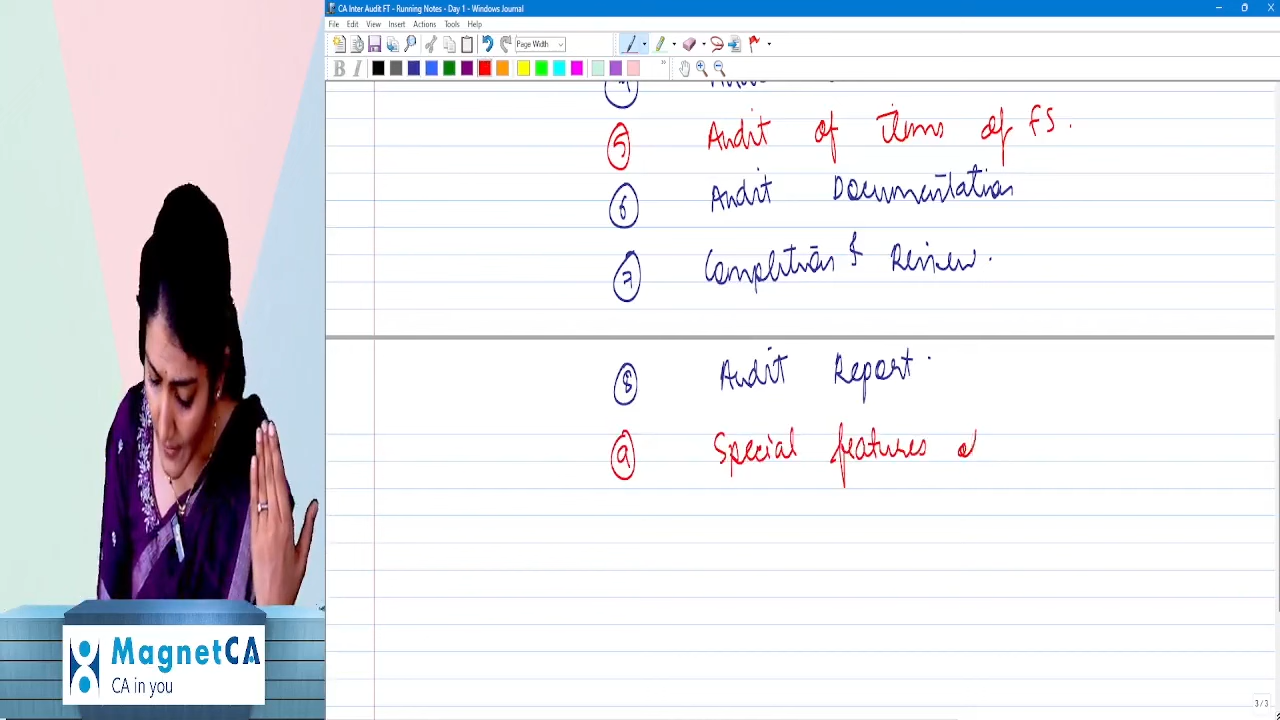 CA Inter Audit FT - Running Notes - Day 1 - Windows Journal
File Edit View Insert Actions Tools Help
Page Width
B I
⑤ Audit of items of FS.
⑥ Audit Documentation
⑦ Completion & Review.
⑧ Audit Report.
⑨ Special features o
MagnetCA
CA in you
3/3